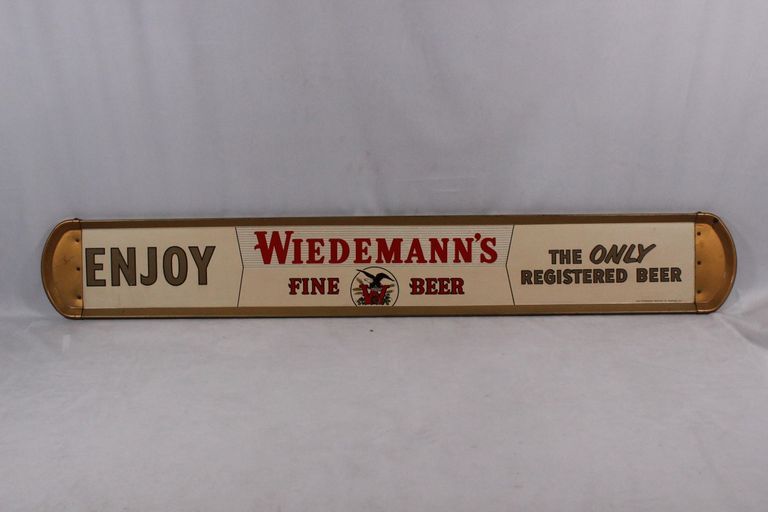 ENJOY
WIEDEMANN'S
FINE BEER
W
THE ONLY
REGISTERED BEER